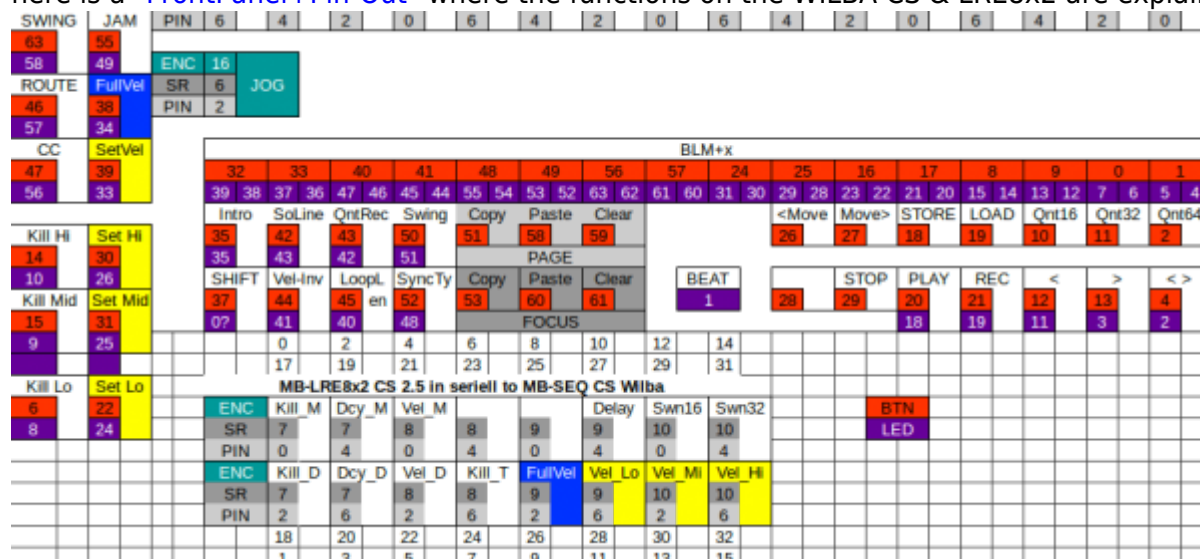 here is a "FrontPanel+Pin Out" where the functions on the WILBA CS & LRE8x2 are explai
SWING JAM PIN 6 4 2 0 6 4 2 0 6 4 2 0 6 4 2 0
63 55
58 49 ENC 16
ROUTE FullVel SR 6 JOG
46 38 PIN 2
57 34
CC SetVel BLM+x
47 39 32 33 40 41 48 49 56 57 24 25 16 17 8 9 0 1
56 33 39 38 37 36 47 46 45 44 55 54 53 52 63 62 61 60 31 30 29 28 23 22 21 20 15 14 13 12 7 6 5 4
Intro SoLine QntRec Swing Copy Paste Clear <Move Move> STORE LOAD Qnt16 Qnt32 Qnt64
Kill Hi Set Hi 35 42 43 50 51 58 59 26 27 18 19 10 11 2
14 30 35 43 42 51 PAGE
10 26 SHIFT Vel-Inv LoopL SyncTy Copy Paste Clear BEAT STOP PLAY REC < > < >
Kill Mid Set Mid 37 44 45 en 52 53 60 61 1 28 29 20 21 12 13 4
15 31 0? 41 40 48 FOCUS 18 19 11 3 2
9 25 0 2 4 6 8 10 12 14
17 19 21 23 25 27 29 31
Kill Lo Set Lo MB-LRE8x2 CS 2.5 in seriell to MB-SEQ CS Wilba
6 22 ENC Kill_M Dcy_M Vel_M Delay Swn16 Swn32 BTN
8 24 SR 7 7 8 8 9 9 10 10 LED
PIN 0 4 0 4 0 4 0 4
ENC Kill_D Dcy_D Vel_D Kill_T FullVel Vel_Lo Vel_Mi Vel_Hi
SR 7 7 8 8 9 9 10 10
PIN 2 6 2 6 2 6 2 6
18 20 22 24 26 28 30 32
1 3 5 7 9 11 13 15